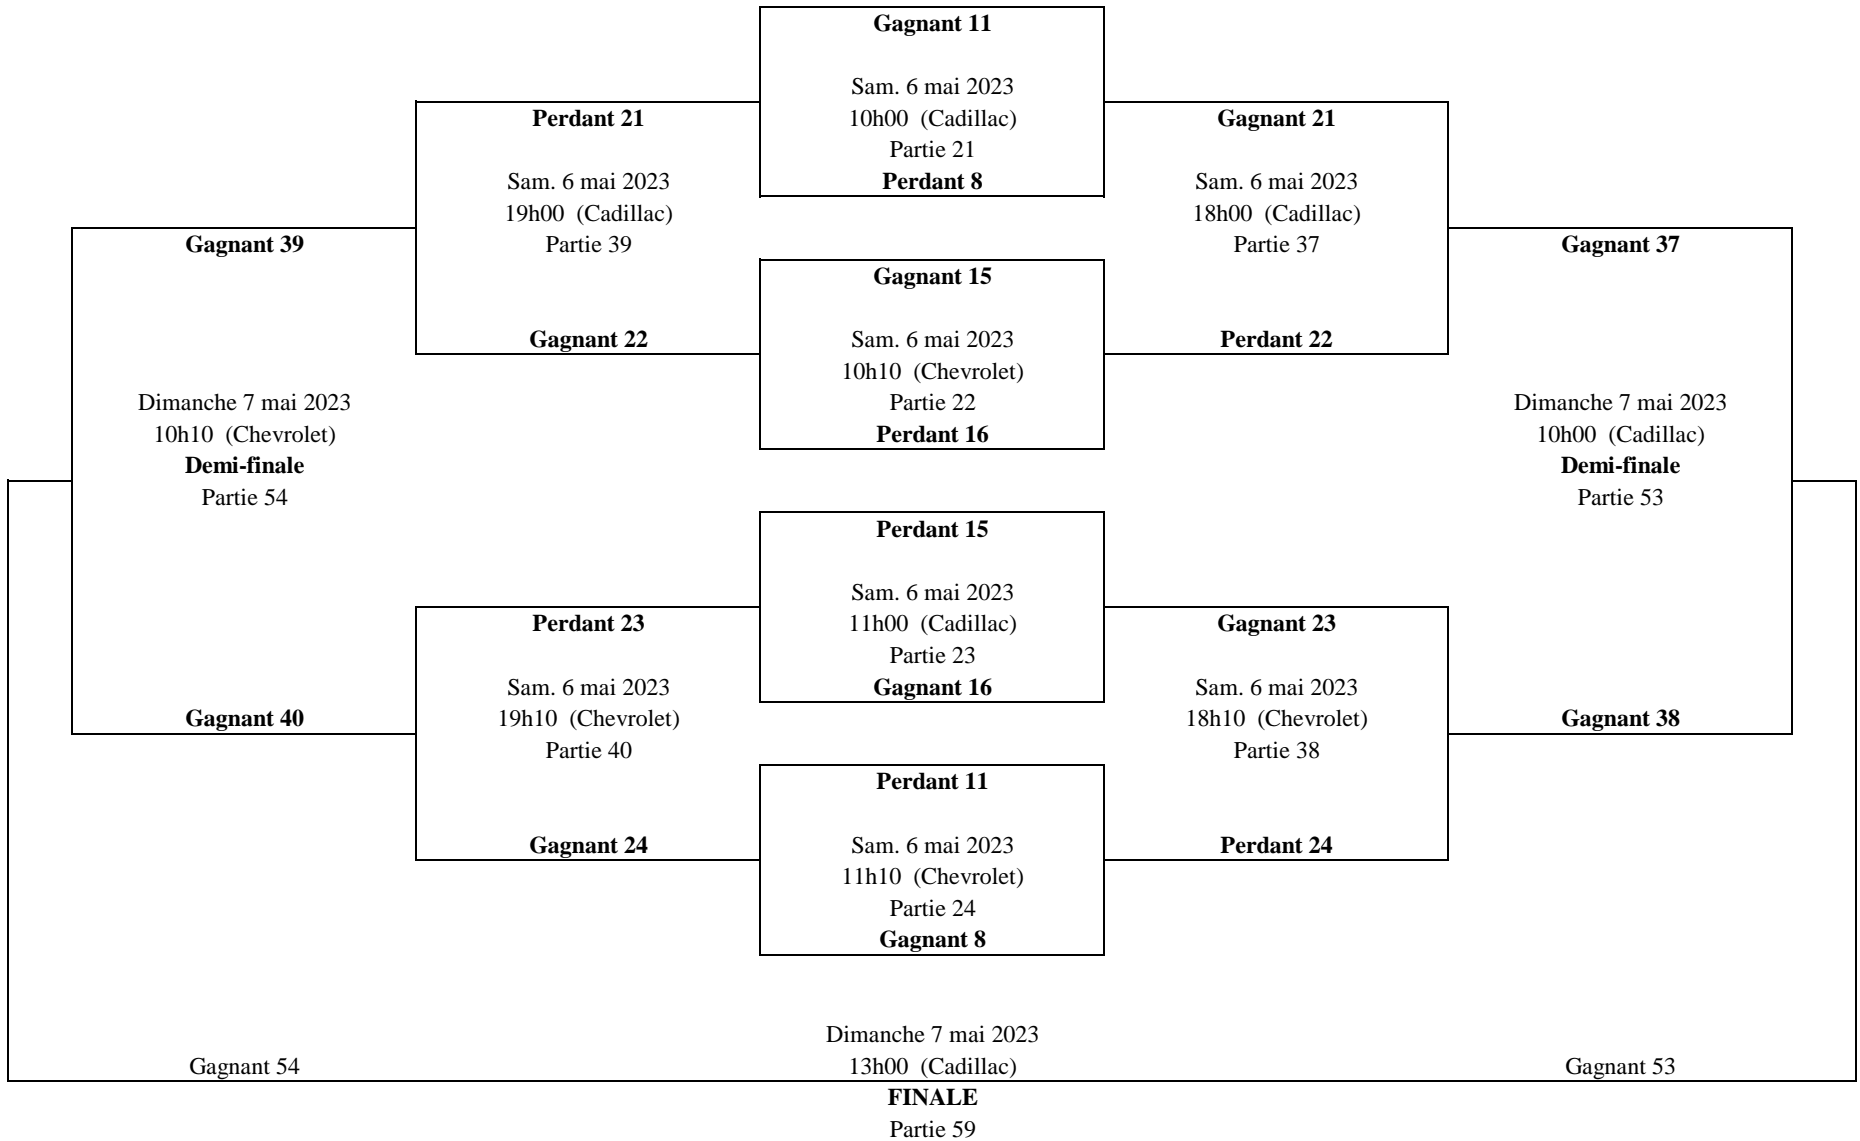 Gagnant 11
Sam. 6 mai 2023
10h00 (Cadillac)
Partie 21
Perdant 8
Perdant 21
Sam. 6 mai 2023
19h00 (Cadillac)
Partie 39
Gagnant 22
Gagnant 21
Sam. 6 mai 2023
18h00 (Cadillac)
Partie 37
Perdant 22
Gagnant 15
Sam. 6 mai 2023
10h10 (Chevrolet)
Partie 22
Perdant 16
Gagnant 39
Dimanche 7 mai 2023
10h10 (Chevrolet)
Demi-finale
Partie 54
Gagnant 40
Gagnant 37
Dimanche 7 mai 2023
10h00 (Cadillac)
Demi-finale
Partie 53
Gagnant 38
Perdant 15
Sam. 6 mai 2023
11h00 (Cadillac)
Partie 23
Gagnant 16
Perdant 23
Sam. 6 mai 2023
19h10 (Chevrolet)
Partie 40
Gagnant 24
Gagnant 23
Sam. 6 mai 2023
18h10 (Chevrolet)
Partie 38
Perdant 24
Perdant 11
Sam. 6 mai 2023
11h10 (Chevrolet)
Partie 24
Gagnant 8
Gagnant 54
Dimanche 7 mai 2023
13h00 (Cadillac)
FINALE
Partie 59
Gagnant 53